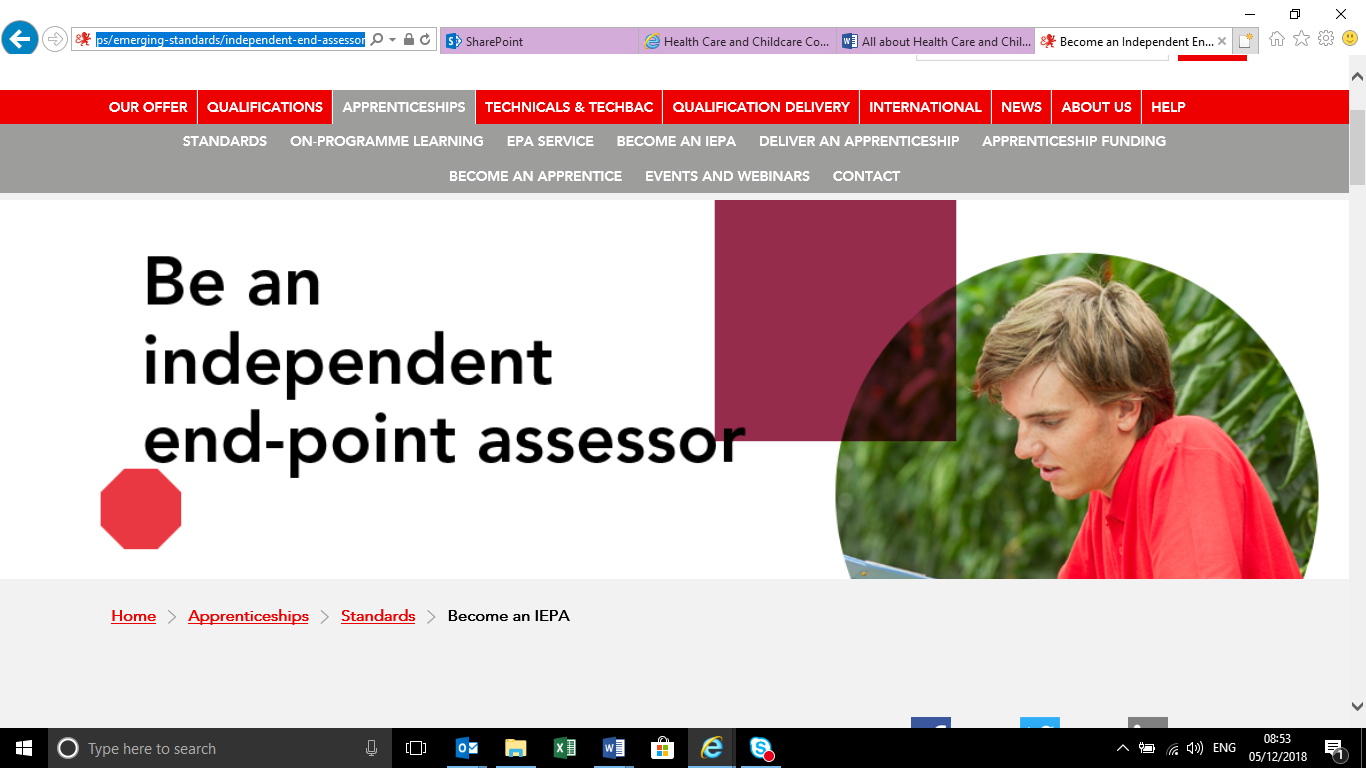 ps/emerging-standards/independent-end-assessor
SharePoint
Health Care and Childcare Co...
All about Health Care and Chil...
Become an Independent En...
OUR OFFER
QUALIFICATIONS
APPRENTICESHIPS
TECHNICALS & TECHBAC
QUALIFICATION DELIVERY
INTERNATIONAL
NEWS
ABOUT US
HELP
STANDARDS
ON-PROGRAMME LEARNING
EPA SERVICE
BECOME AN IEPA
DELIVER AN APPRENTICESHIP
APPRENTICESHIP FUNDING
BECOME AN APPRENTICE
EVENTS AND WEBINARS
CONTACT
Be an
independent
end-point assessor
Home
Apprenticeships
Standards
Become an IEPA
Type here to search
ENG
08:53
05/12/2018
1